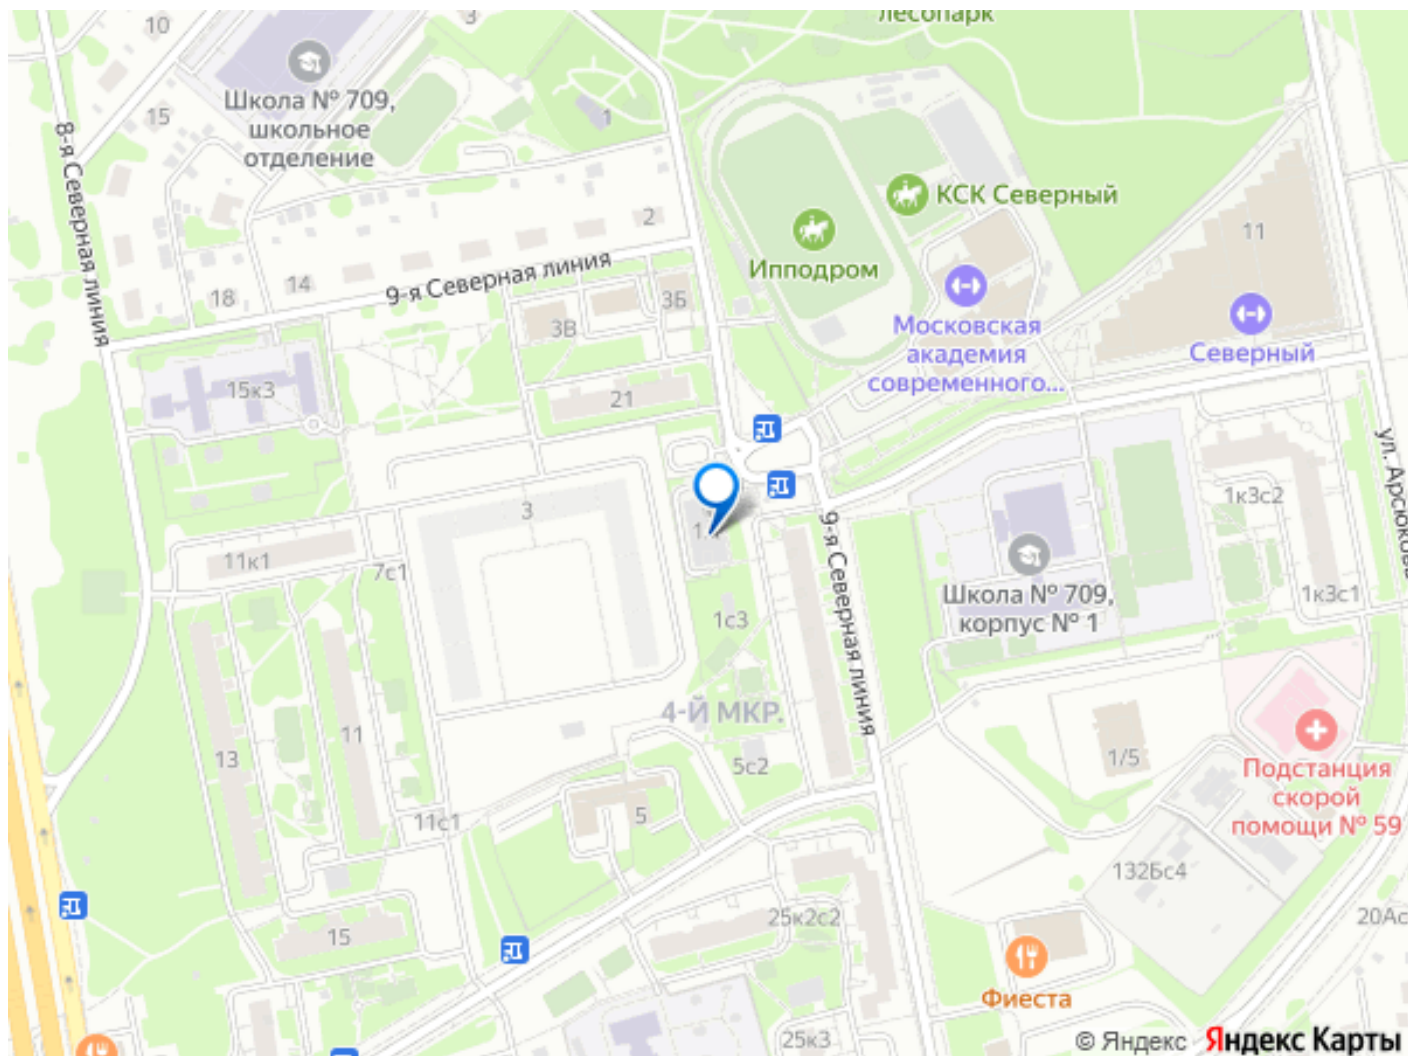 лесопарк
10
3
Школа № 709,
школьное
отделение
15
1
8-я Северная линия
КСК Северный
2
11
Ипподром
9-я Северная линия
14
18
3Б
3В
Московская
академия
современного...
Северный
15к3
21
ул. Арсюкова
1к3с2
3
9-я Северная линия
11к1
7с1
Школа № 709,
корпус № 1
1к3с1
1с3
4-Й МКР.
13
11
5с2
1/5
Подстанция
скорой
помощи № 59
5
11с1
132Бс4
15
25к2с2
20Ас
Фиеста
25к3
© Яндекс Яндекс Карты